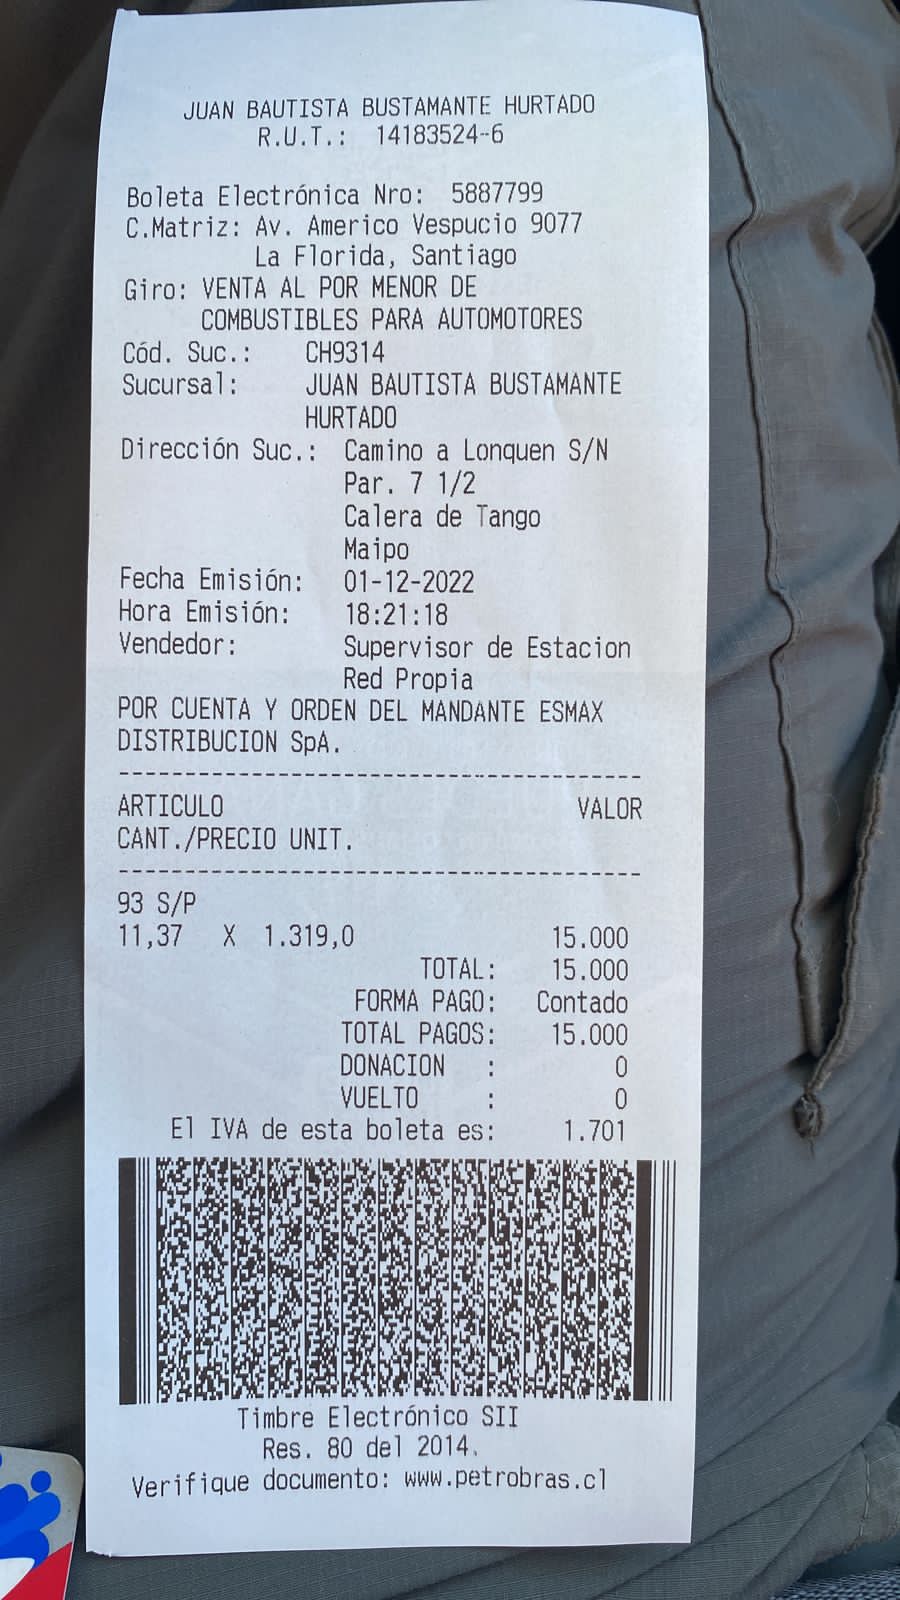 JUAN BAUTISTA BUSTAMANTE HURTADO
R.U.T.: 14183524-6
Boleta Electrónica Nro: 5887799
C.Matriz: Av. Americo Vespucio 9077
La Florida, Santiago
Giro: VENTA AL POR MENOR DE
COMBUSTIBLES PARA AUTOMOTORES
Cód. Suc.: CH9314
Sucursal: JUAN BAUTISTA BUSTAMANTE
HURTADO
Dirección Suc.: Camino a Lonquen S/N
Par. 7 1/2
Calera de Tango
Maipo
Fecha Emisión: 01-12-2022
Hora Emisión: 18:21:18
Vendedor: Supervisor de Estacion
Red Propia
POR CUENTA Y ORDEN DEL MANDANTE ESMAX
DISTRIBUCION SpA.
----------------------------------------
ARTICULO VALOR
CANT./PRECIO UNIT.
----------------------------------------
93 S/P
11,37 X 1.319,0 15.000
TOTAL: 15.000
FORMA PAGO: Contado
TOTAL PAGOS: 15.000
DONACION : 0
VUELTO : 0
El IVA de esta boleta es: 1.701
Timbre Electrónico SII
Res. 80 del 2014.
Verifique documento: www.petrobras.cl